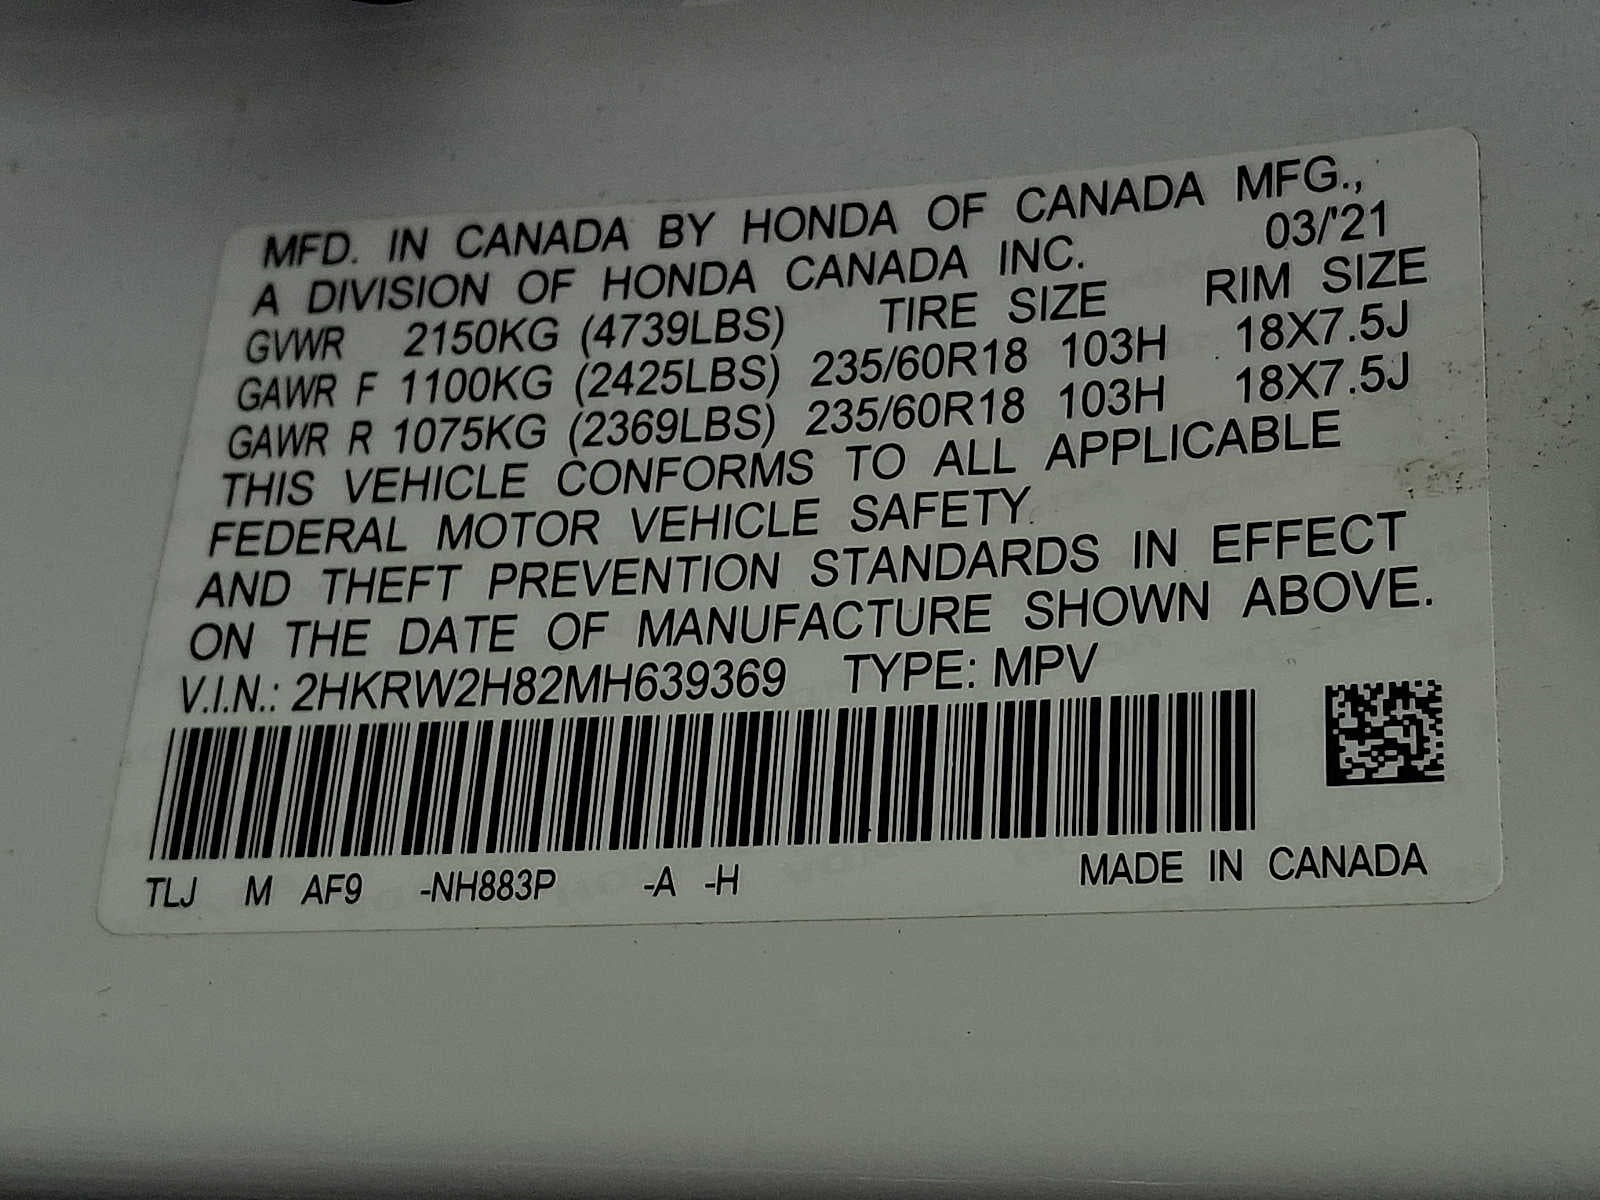 MFD. IN CANADA BY HONDA OF CANADA MFG.,
A DIVISION OF HONDA CANADA INC. 03/'21
GVWR 2150KG (4739LBS) TIRE SIZE RIM SIZE
GAWR F 1100KG (2425LBS) 235/60R18 103H 18X7.5J
GAWR R 1075KG (2369LBS) 235/60R18 103H 18X7.5J
THIS VEHICLE CONFORMS TO ALL APPLICABLE
FEDERAL MOTOR VEHICLE SAFETY
AND THEFT PREVENTION STANDARDS IN EFFECT
ON THE DATE OF MANUFACTURE SHOWN ABOVE.
V.I.N.: 2HKRW2H82MH639369 TYPE: MPV
TLJ M AF9 -NH883P -A -H MADE IN CANADA